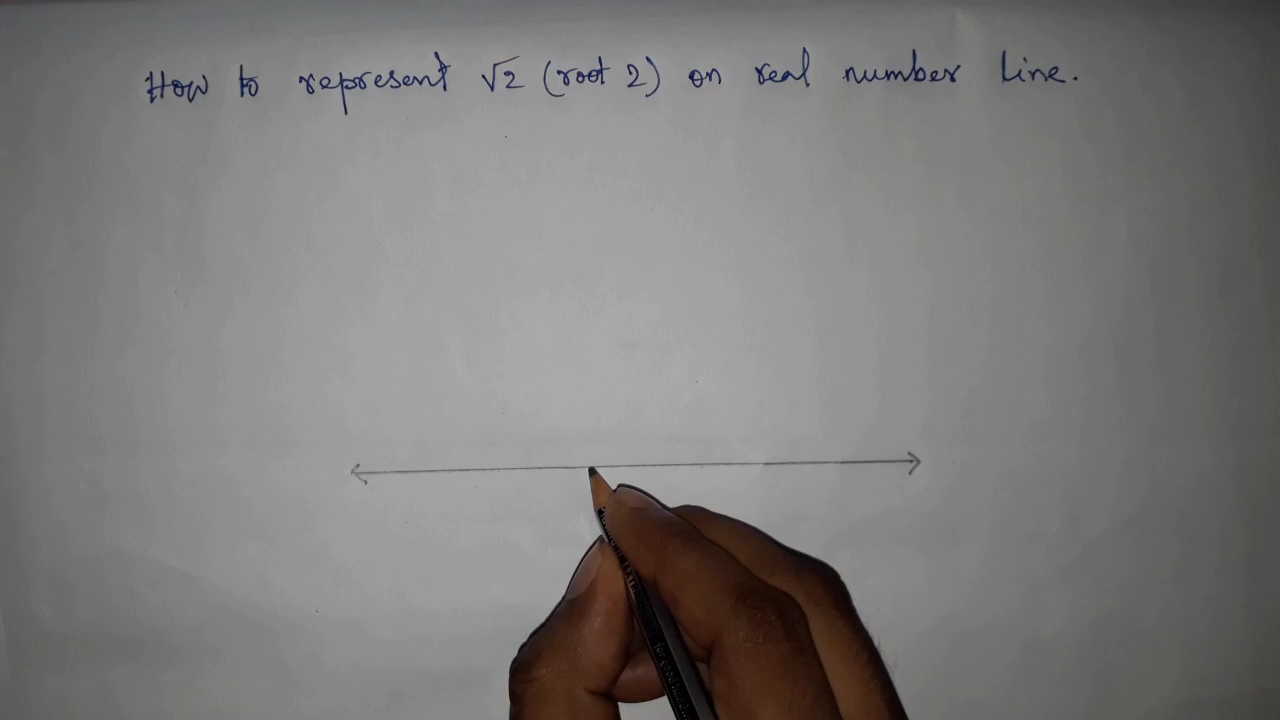 How to represent √2 (root 2) on real number line.